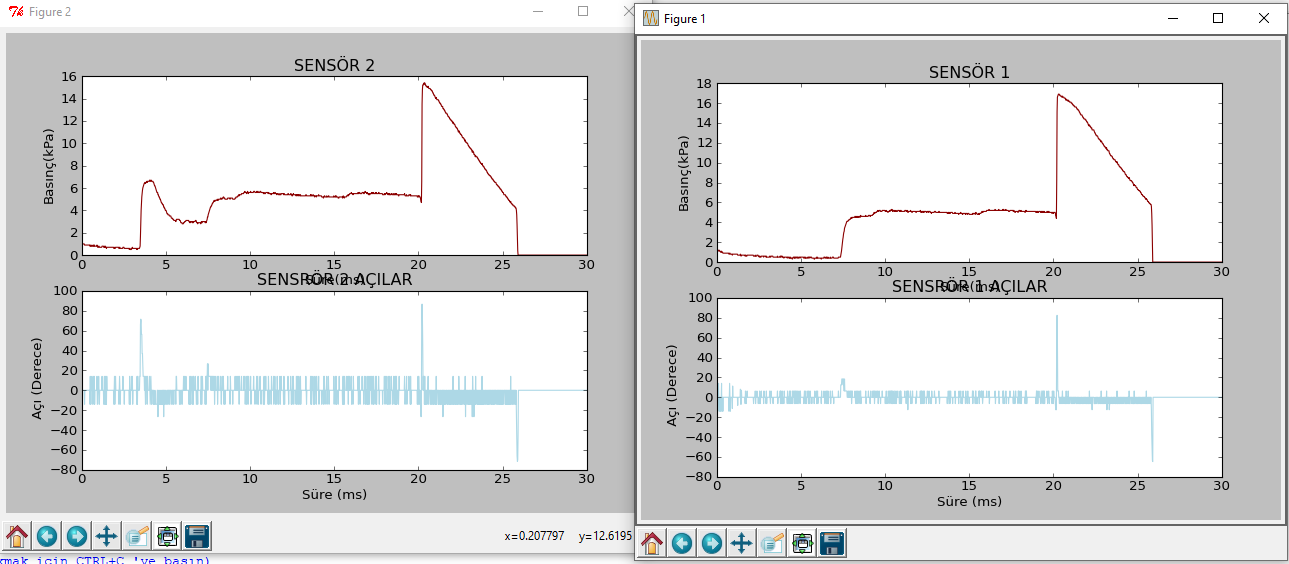 Figure 2
SENSÖR 2
16
14
12
10
8
6
4
2
0
Basınç(kPa)
0 5 10 15 20 25 30
Süre(ms)
SENSRÖR 2 AÇILAR
100
80
60
40
20
0
−20
−40
−60
−80
Açı (Derece)
0 5 10 15 20 25 30
Süre (ms)
x=0.207797 y=12.6195
kmak için CTRL+C 'ye basın)
Figure 1
SENSÖR 1
18
16
14
12
10
8
6
4
2
0
Basınç(kPa)
0 5 10 15 20 25 30
Süre(ms)
SENSRÖR 1 AÇILAR
100
80
60
40
20
0
−20
−40
−60
−80
Açı (Derece)
0 5 10 15 20 25 30
Süre (ms)